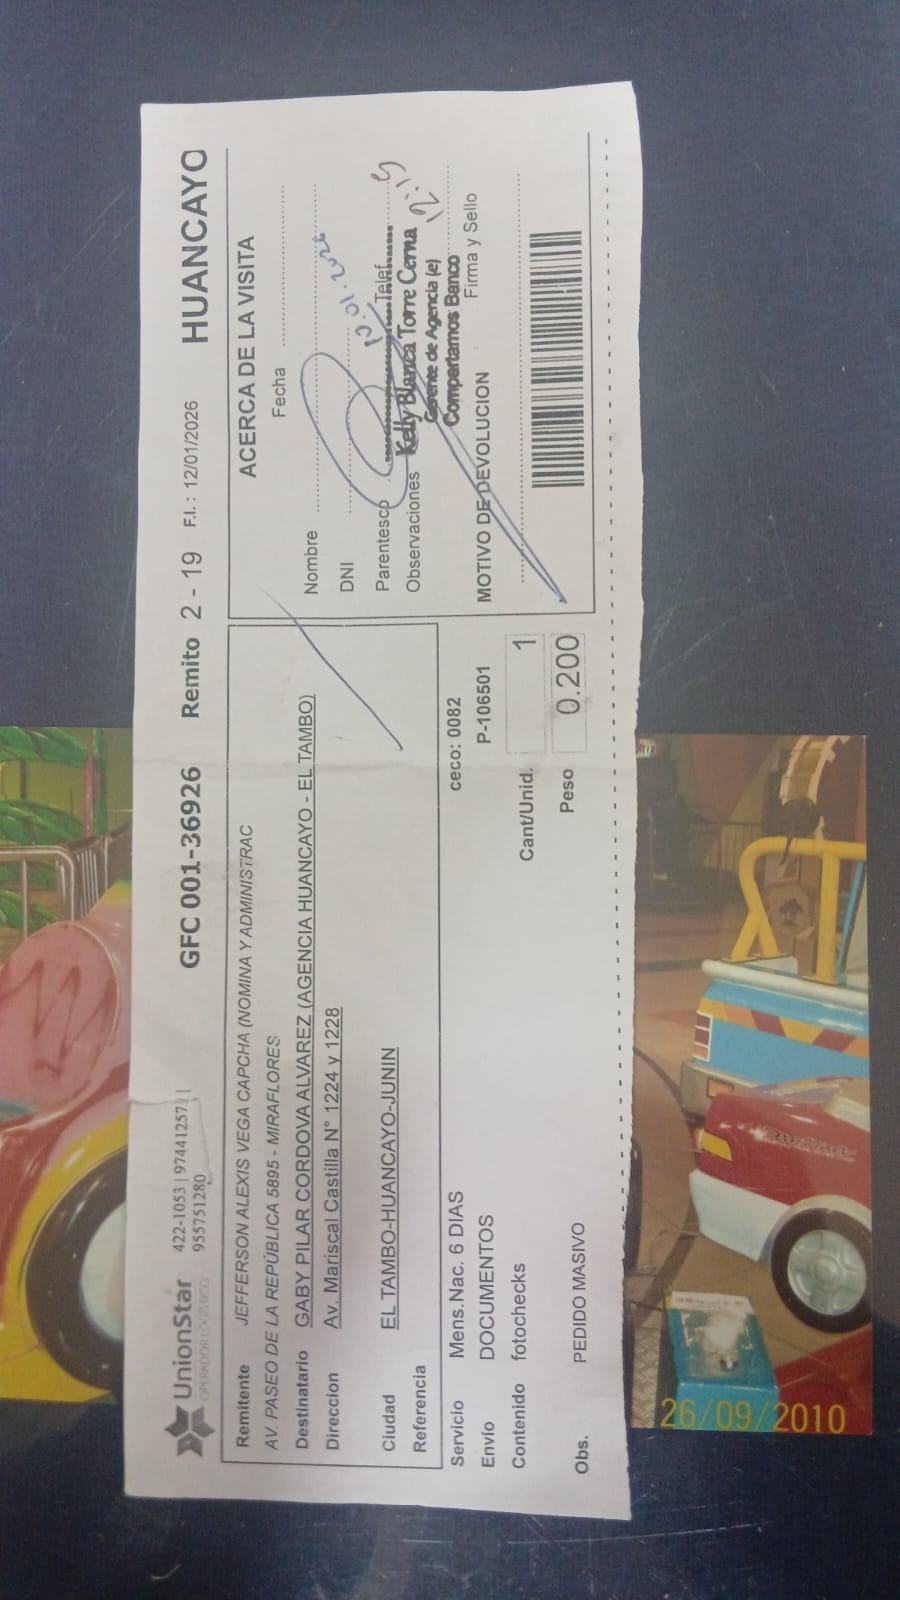 UnionStar
OPERADOR LOGISTICO
422-1053 | 97441257 |
955751280
GFC 001-36926
Remito 2 - 19
F.I. : 12/01/2026
HUANCAYO
Remitente JEFFERSON ALEXIS VEGA CAPCHA (NOMINA Y ADMINISTRAC
AV. PASEO DE LA REPÚBLICA 5895 - MIRAFLORES
Destinatario GABY PILAR CORDOVA ALVAREZ (AGENCIA HUANCAYO - EL TAMBO)
Direccion Av. Mariscal Castilla N° 1224 y 1228
Ciudad EL TAMBO-HUANCAYO-JUNIN
Referencia
Servicio Mens.Nac. 6 DIAS ceco: 0082
Envio DOCUMENTOS P-106501
Contenido fotochecks
Cant/Unid. 1
Peso 0.200
Obs. PEDIDO MASIVO
ACERCA DE LA VISITA
Fecha
Nombre
DNI
Parentesco Telef.
Observaciones
Kelly Blanca Torre Cerna
Gerente de Agencia (e)
Compartamos Banco
Firma y Sello
MOTIVO DE DEVOLUCION
26/09/2010